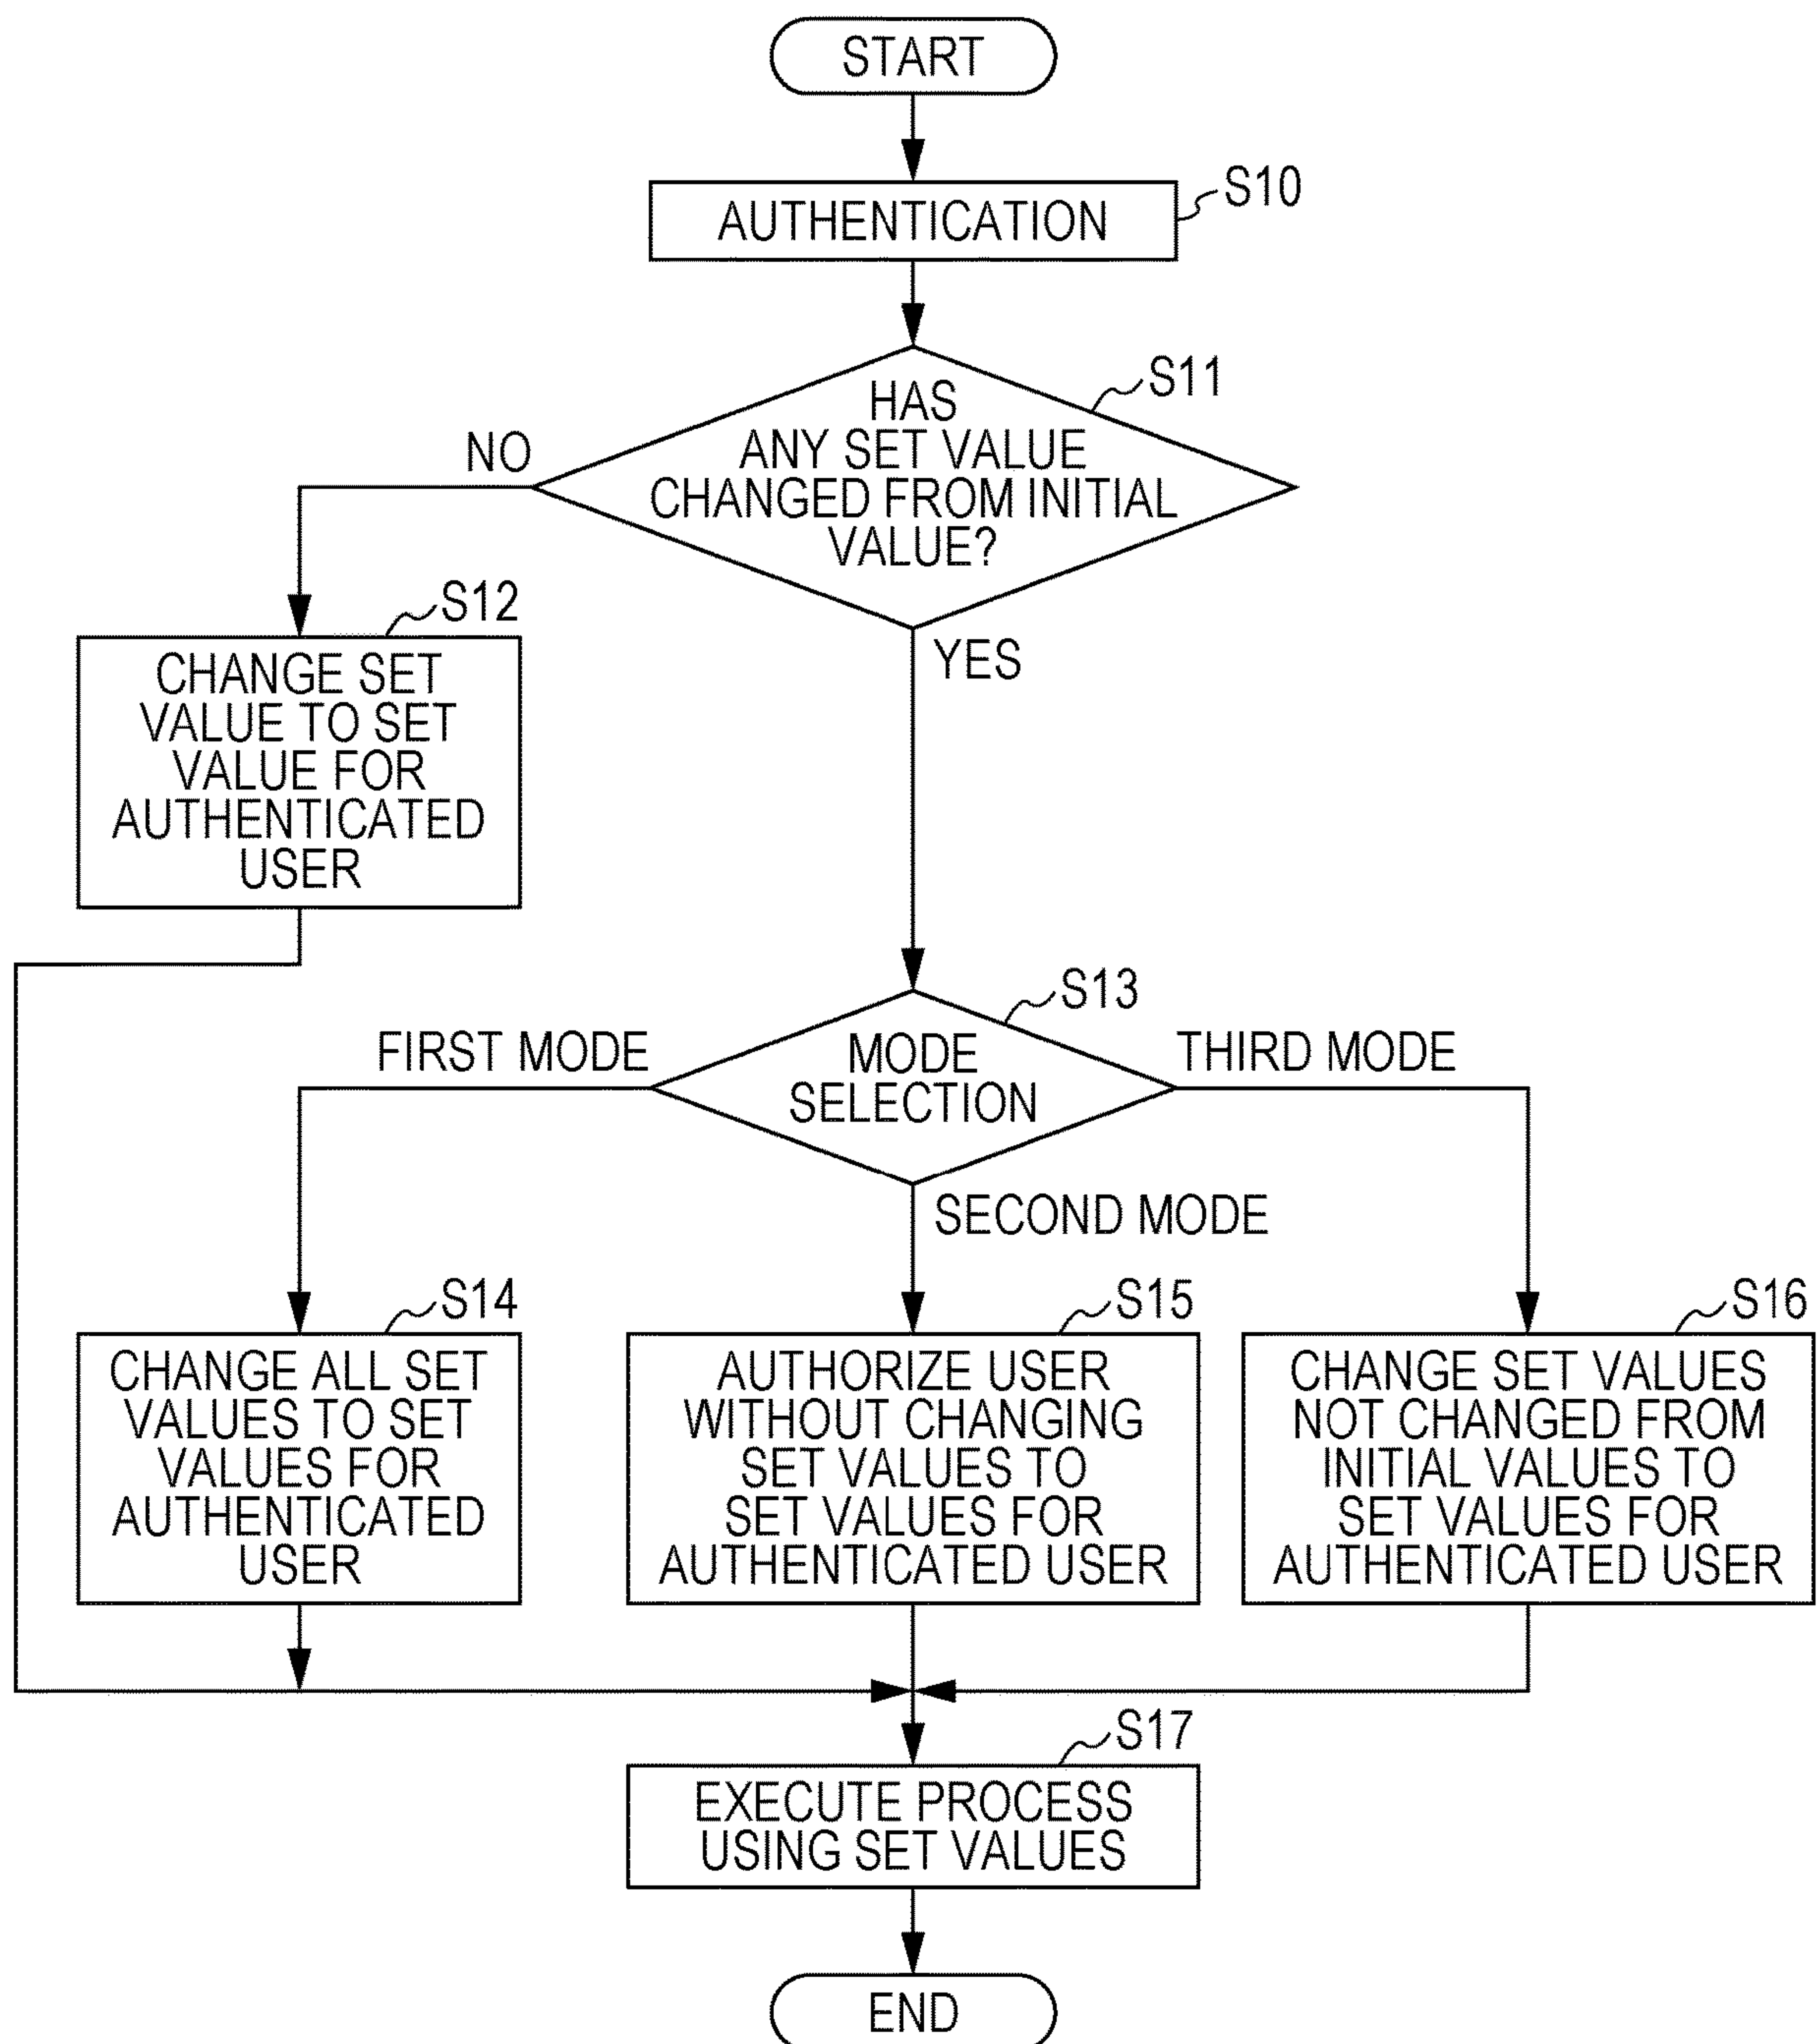 START
AUTHENTICATION
S10
HAS
ANY SET VALUE
CHANGED FROM INITIAL
VALUE?
S11
NO
YES
S12
CHANGE SET
VALUE TO SET
VALUE FOR
AUTHENTICATED
USER
S13
MODE
SELECTION
FIRST MODE
THIRD MODE
SECOND MODE
S14
CHANGE ALL SET
VALUES TO SET
VALUES FOR
AUTHENTICATED
USER
S15
AUTHORIZE USER
WITHOUT CHANGING
SET VALUES TO
SET VALUES FOR
AUTHENTICATED USER
S16
CHANGE SET VALUES
NOT CHANGED FROM
INITIAL VALUES TO
SET VALUES FOR
AUTHENTICATED USER
S17
EXECUTE PROCESS
USING SET VALUES
END